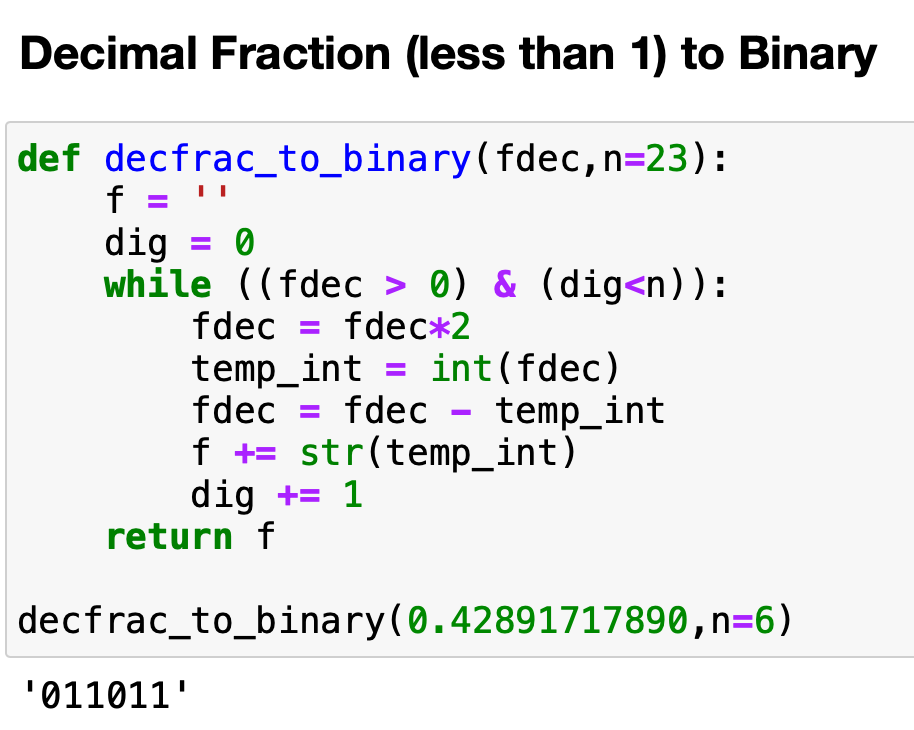 Decimal Fraction (less than 1) to Binary
def decfrac_to_binary(fdec,n=23):
    f = ''
    dig = 0
    while ((fdec > 0) & (dig<n)):
        fdec = fdec*2
        temp_int = int(fdec)
        fdec = fdec - temp_int
        f += str(temp_int)
        dig += 1
    return f
decfrac_to_binary(0.42891717890,n=6)
'011011'